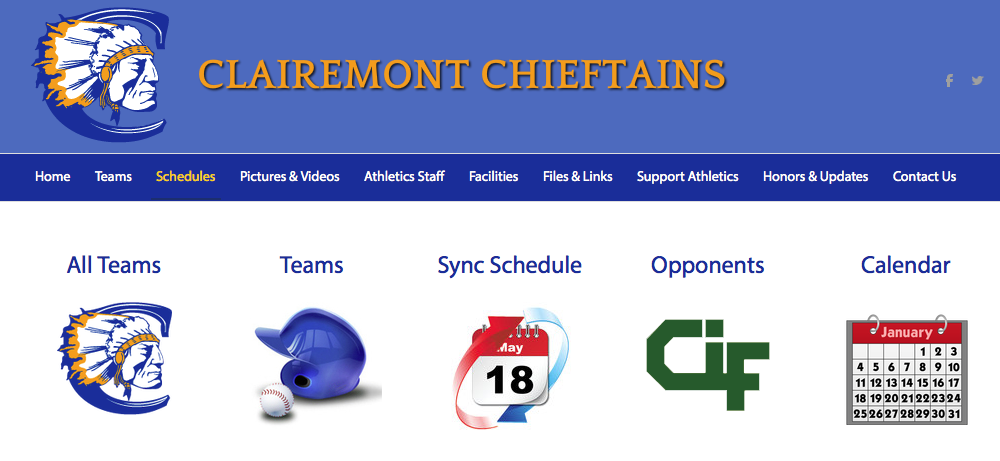 CLAIREMONT CHIEFTAINS
Home Teams Schedules Pictures & Videos Athletics Staff Facilities Files & Links Support Athletics Honors & Updates Contact Us
All Teams Teams Sync Schedule Opponents Calendar
May
18
CIF
January
1 2 3
4 5 6 7 8 9 10
11 12 13 14 15 16 17
18 19 20 21 22 23 24
25 26 27 28 29 30 31